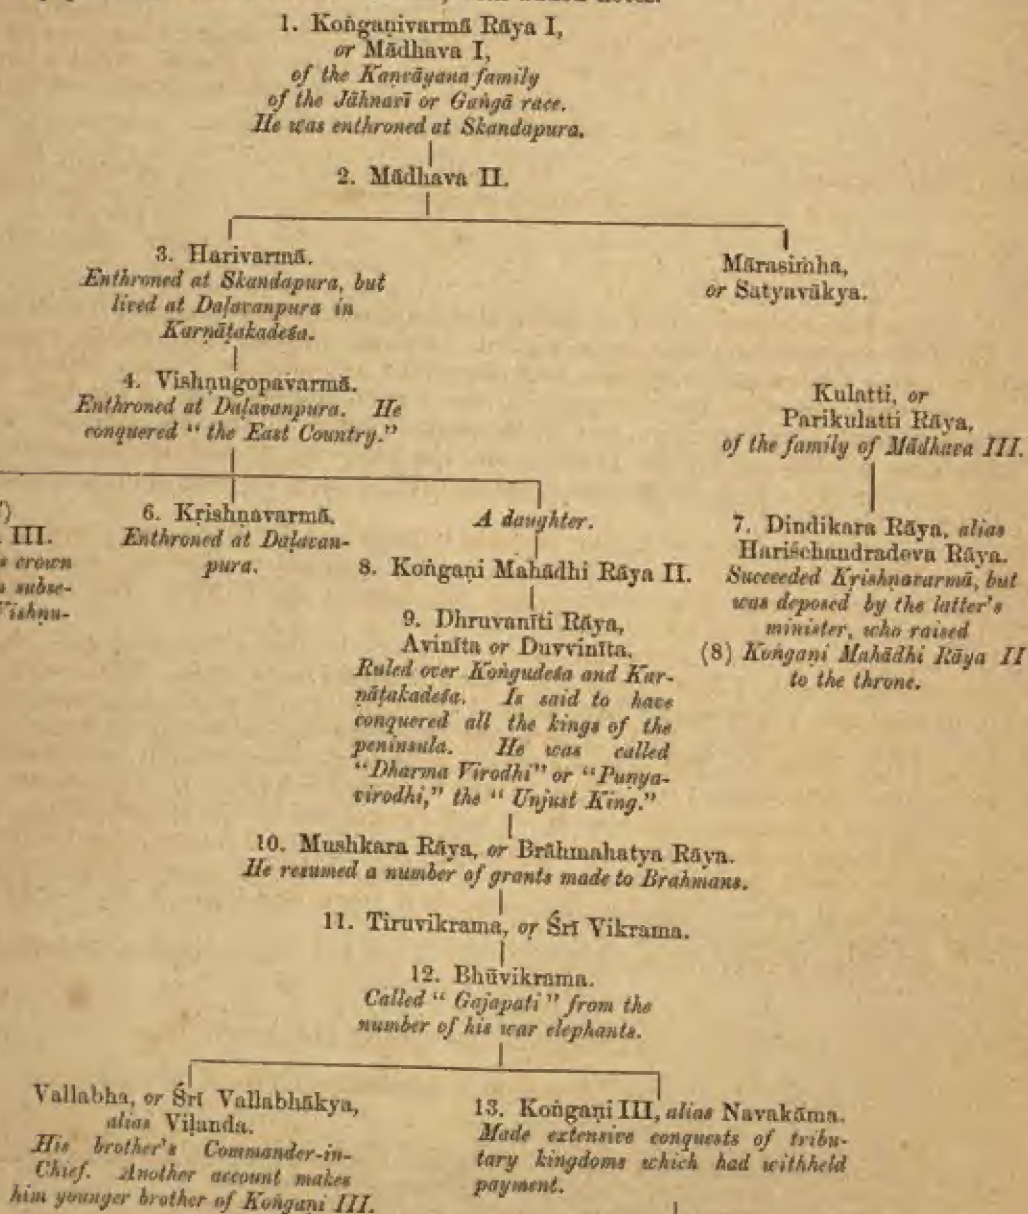 1. Koṅgaṇivarmā Rāya I,
or Mādhava I,
of the Kanvāyana family
of the Jāhnavī or Gaṅgā race.
He was enthroned at Skandapura.
2. Mādhava II.
3. Harivarmā.
Enthroned at Skandapura, but
lived at Daḷavanpura in
Karṇāṭakadeśa.
Mārasiṁha,
or Satyavākya.
4. Vishṇugopavarmā.
Enthroned at Daḷavanpura. He
conquered “ the East Country.”
Kulatti, or
Parikulatti Rāya,
of the family of Mādhava III.
)
III.
s crown
subse-
Vishṇu-
6. Kṛishṇavarmā.
Enthroned at Daḷavan-
pura.
A daughter.
8. Koṅgaṇi Mahādhi Rāya II.
7. Dindikara Rāya, alias
Hariśchandradeva Rāya.
Succeeded Kṛishṇavarmā, but
was deposed by the latter's
minister, who raised
(8) Koṅgaṇi Mahādhi Rāya II
to the throne.
9. Dhruvanīti Rāya,
Avinīta or Duvvinīta.
Ruled over Koṅgudeśa and Kar-
ṇāṭakadeśa. Is said to have
conquered all the kings of the
peninsula. He was called
“Dharma Virodhi” or “Puṇya-
virodhi,” the “ Unjust King.”
10. Mushkara Rāya, or Brāhmahatya Rāya.
He resumed a number of grants made to Brahmans.
11. Tiruvikrama, or Śrī Vikrama.
12. Bhūvikrama.
Called “ Gajapati ” from the
number of his war elephants.
Vallabha, or Śrī Vallabhākya,
alias Viḷanda.
His brother's Commander-in-
Chief. Another account makes
him younger brother of Koṅgaṇi III.
13. Koṅgaṇi III, alias Navakāma.
Made extensive conquests of tribu-
tary kingdoms which had withheld
payment.